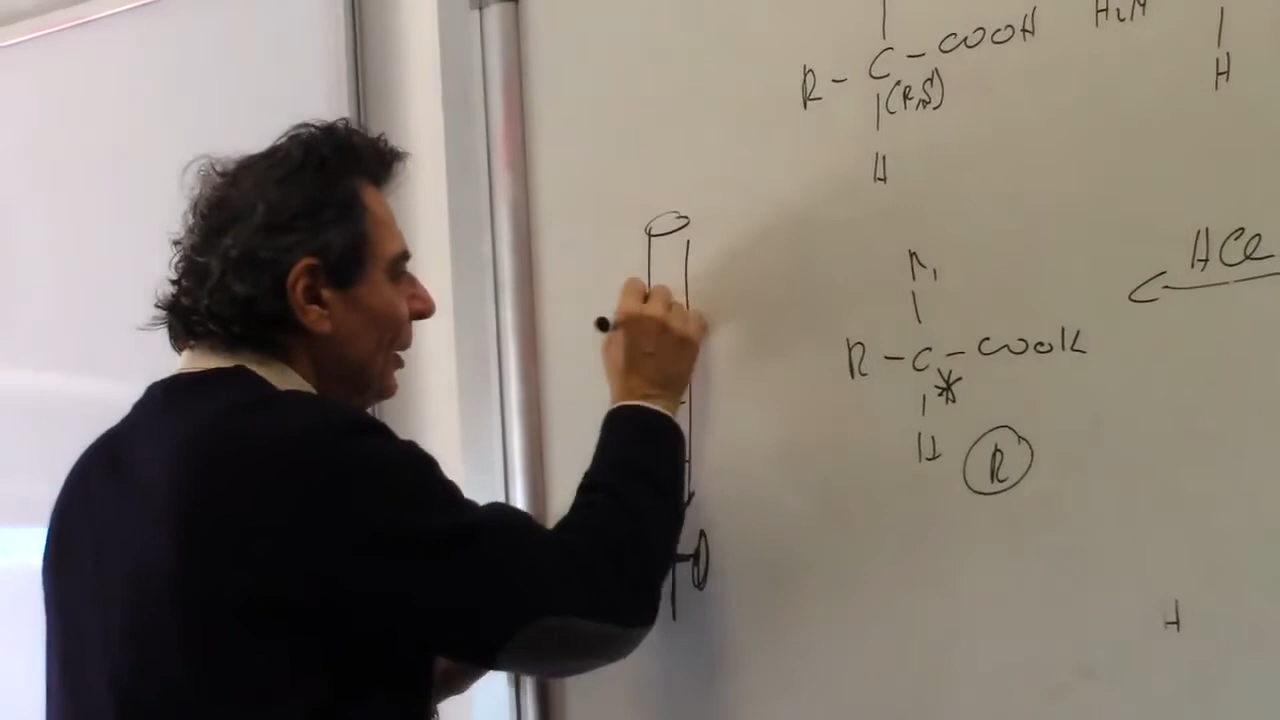 H2N
R - C - COOH
(R,S)
H
H
HCl
R - C - COOH
*
H
R
H